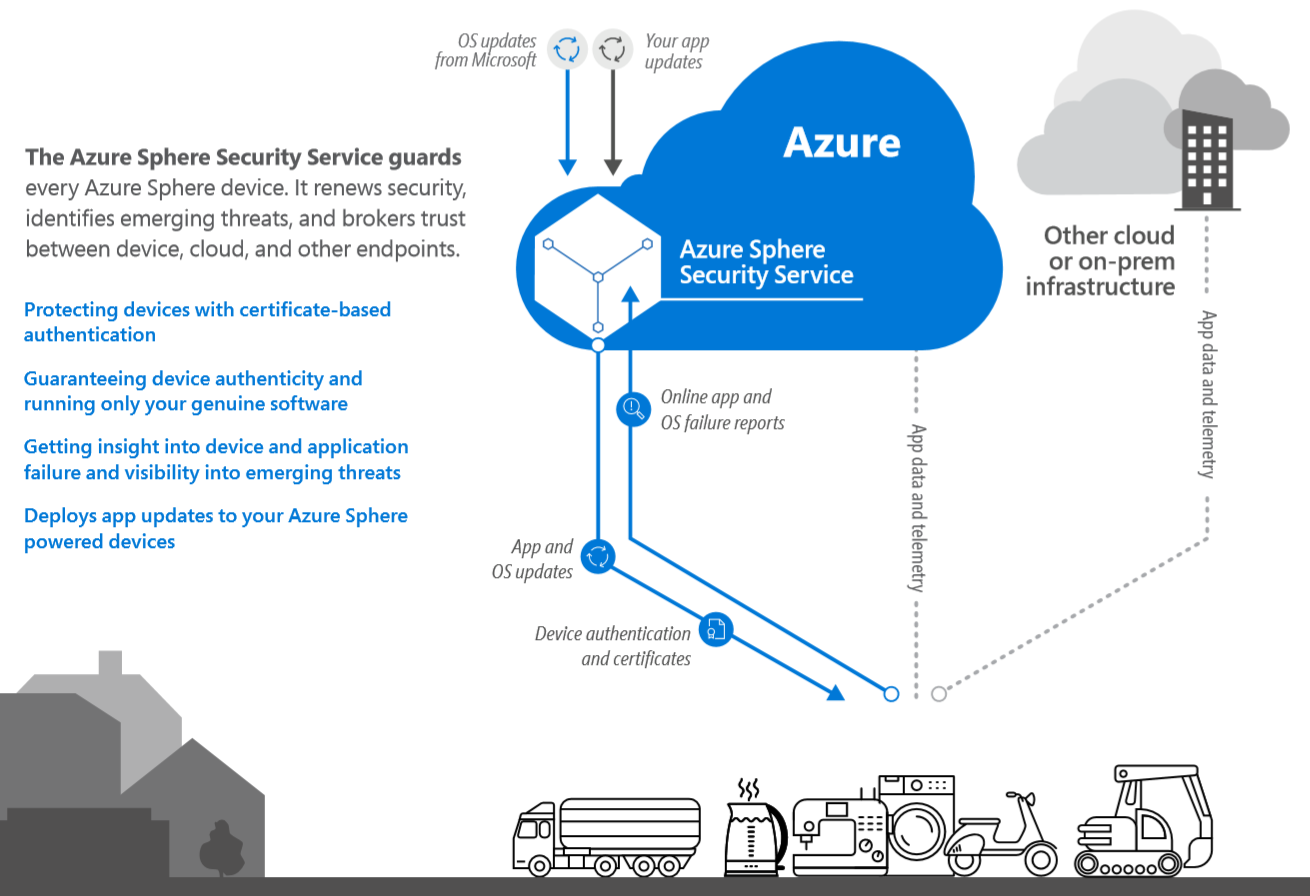 OS updates
from Microsoft
Your app
updates
Azure
The Azure Sphere Security Service guards
every Azure Sphere device. It renews security,
identifies emerging threats, and brokers trust
between device, cloud, and other endpoints.
Protecting devices with certificate-based
authentication
Guaranteeing device authenticity and
running only your genuine software
Getting insight into device and application
failure and visibility into emerging threats
Deploys app updates to your Azure Sphere
powered devices
Azure Sphere
Security Service
Other cloud
or on-prem
infrastructure
Online app and
OS failure reports
App data and telemetry
App data and telemetry
App and
OS updates
Device authentication
and certificates